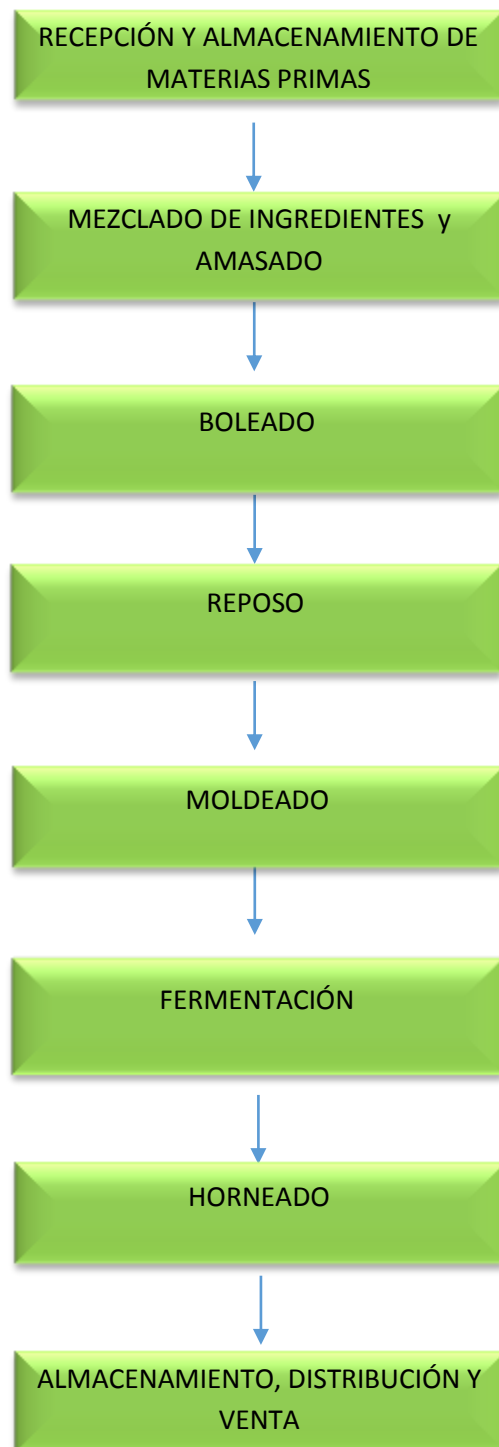 RECEPCIÓN Y ALMACENAMIENTO DE
MATERIAS PRIMAS
MEZCLADO DE INGREDIENTES y
AMASADO
BOLEADO
REPOSO
MOLDEADO
FERMENTACIÓN
HORNEADO
ALMACENAMIENTO, DISTRIBUCIÓN Y
VENTA